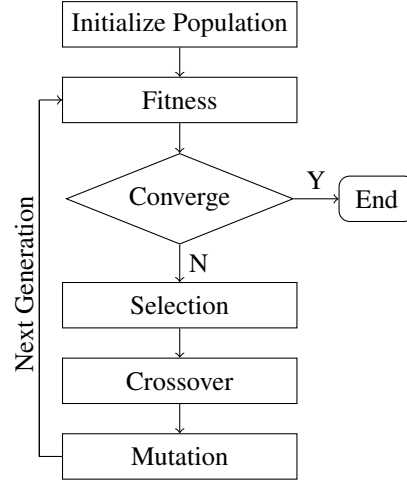 Initialize Population
Fitness
Converge
Y
End
N
Selection
Next Generation
Crossover
Mutation